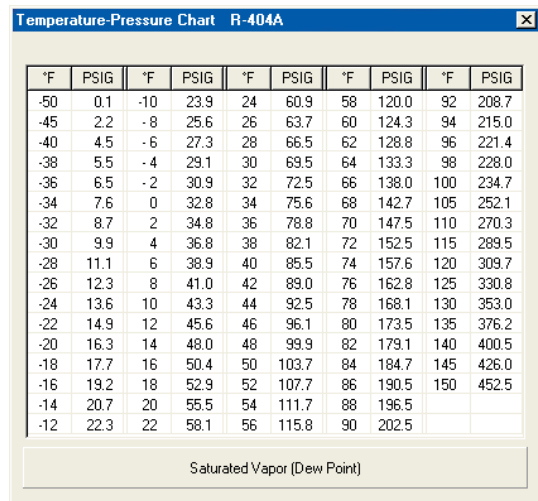 Temperature-Pressure Chart R-404A
°F PSIG °F PSIG °F PSIG °F PSIG °F PSIG
-50 0.1 -10 23.9 24 60.9 58 120.0 92 208.7
-45 2.2 - 8 25.6 26 63.7 60 124.3 94 215.0
-40 4.5 - 6 27.3 28 66.5 62 128.8 96 221.4
-38 5.5 - 4 29.1 30 69.5 64 133.3 98 228.0
-36 6.5 - 2 30.9 32 72.5 66 138.0 100 234.7
-34 7.6 0 32.8 34 75.6 68 142.7 105 252.1
-32 8.7 2 34.8 36 78.8 70 147.5 110 270.3
-30 9.9 4 36.8 38 82.1 72 152.5 115 289.5
-28 11.1 6 38.9 40 85.5 74 157.6 120 309.7
-26 12.3 8 41.0 42 89.0 76 162.8 125 330.8
-24 13.6 10 43.3 44 92.5 78 168.1 130 353.0
-22 14.9 12 45.6 46 96.1 80 173.5 135 376.2
-20 16.3 14 48.0 48 99.9 82 179.1 140 400.5
-18 17.7 16 50.4 50 103.7 84 184.7 145 426.0
-16 19.2 18 52.9 52 107.7 86 190.5 150 452.5
-14 20.7 20 55.5 54 111.7 88 196.5
-12 22.3 22 58.1 56 115.8 90 202.5
Saturated Vapor (Dew Point)